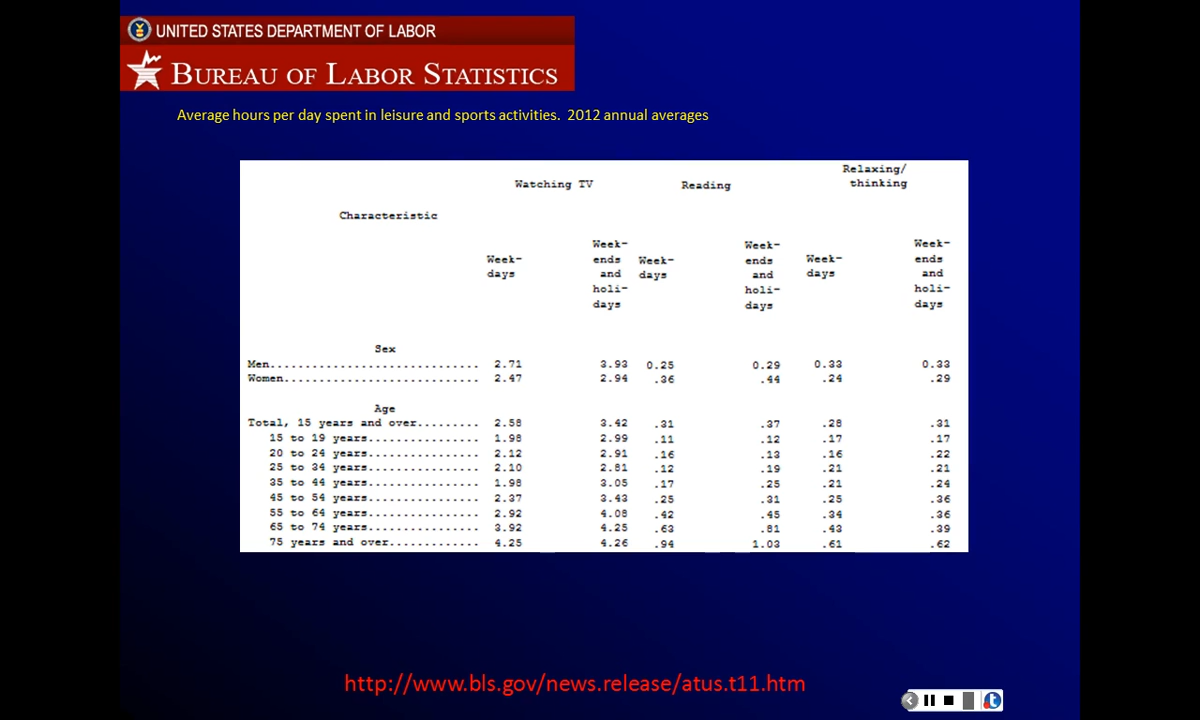 UNITED STATES DEPARTMENT OF LABOR
BUREAU OF LABOR STATISTICS
Average hours per day spent in leisure and sports activities.  2012 annual averages
Watching TV Reading Relaxing/
thinking
Characteristic
Week-
days
Week-
ends
and
holi-
days
Week-
days
Week-
ends
and
holi-
days
Week-
days
Week-
ends
and
holi-
days
Sex
Men............................... 2.71 3.93 0.25 0.29 0.33 0.33
Women............................. 2.47 2.94 .36 .44 .24 .29
Age
Total, 15 years and over......... 2.58 3.42 .31 .37 .28 .31
15 to 19 years................ 1.98 2.99 .11 .12 .17 .17
20 to 24 years................ 2.12 2.91 .16 .13 .16 .22
25 to 34 years................ 2.10 2.81 .12 .19 .21 .21
35 to 44 years................ 1.98 3.05 .17 .25 .21 .24
45 to 54 years................ 2.37 3.43 .25 .31 .25 .36
55 to 64 years................ 2.92 4.08 .42 .45 .34 .36
65 to 74 years................ 3.92 4.25 .63 .81 .43 .39
75 years and over............. 4.25 4.26 .94 1.03 .61 .62
http://www.bls.gov/news.release/atus.t11.htm